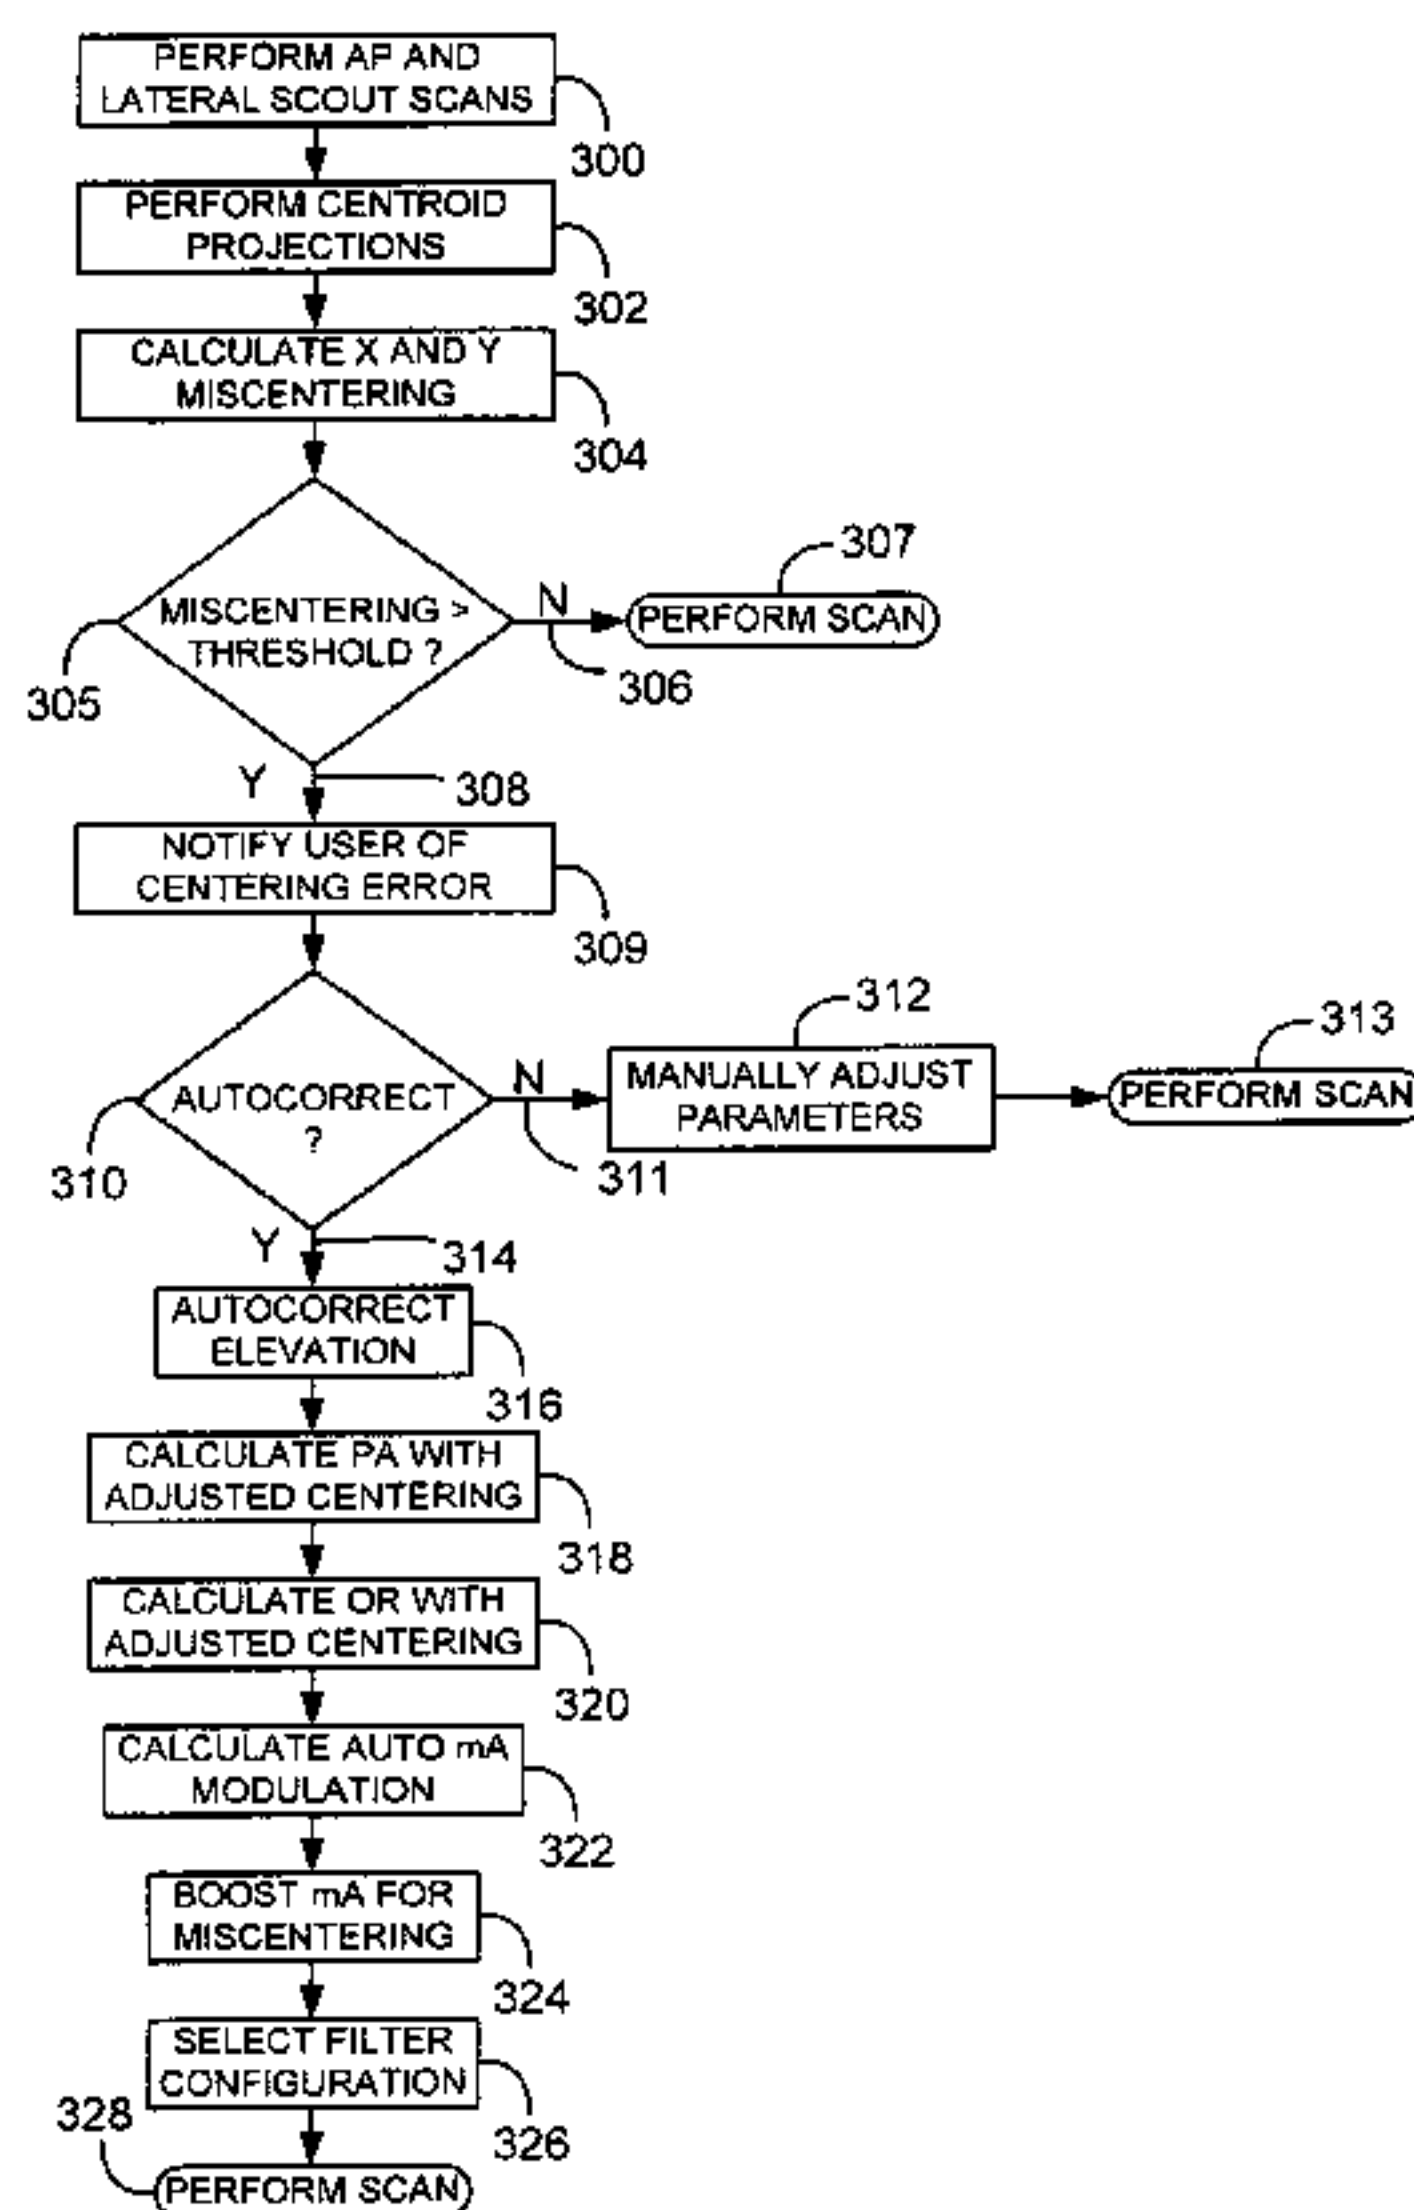 PERFORM AP AND
LATERAL SCOUT SCANS
300
PERFORM CENTROID
PROJECTIONS
302
CALCULATE X AND Y
MISCENTERING
304
MISCENTERING >
THRESHOLD ?
305
N
306
307
PERFORM SCAN
Y
308
NOTIFY USER OF
CENTERING ERROR
309
AUTOCORRECT
?
310
N
311
312
MANUALLY ADJUST
PARAMETERS
313
PERFORM SCAN
Y
314
AUTOCORRECT
ELEVATION
316
CALCULATE PA WITH
ADJUSTED CENTERING
318
CALCULATE OR WITH
ADJUSTED CENTERING
320
CALCULATE AUTO mA
MODULATION
322
BOOST mA FOR
MISCENTERING
324
SELECT FILTER
CONFIGURATION
326
328
PERFORM SCAN